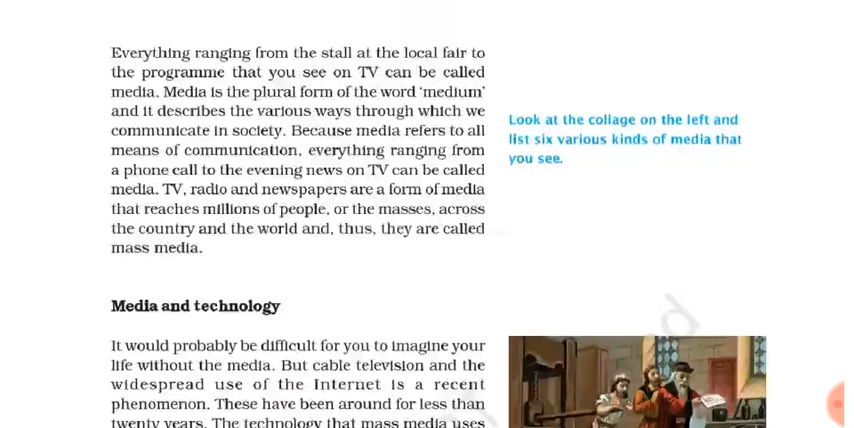 Everything ranging from the stall at the local fair to
the programme that you see on TV can be called
media. Media is the plural form of the word ‘medium’
and it describes the various ways through which we
communicate in society. Because media refers to all
means of communication, everything ranging from
a phone call to the evening news on TV can be called
media. TV, radio and newspapers are a form of media
that reaches millions of people, or the masses, across
the country and the world and, thus, they are called
mass media.
Look at the collage on the left and
list six various kinds of media that
you see.
Media and technology
It would probably be difficult for you to imagine your
life without the media. But cable television and the
widespread use of the Internet is a recent
phenomenon. These have been around for less than
twenty years. The technology that mass media uses